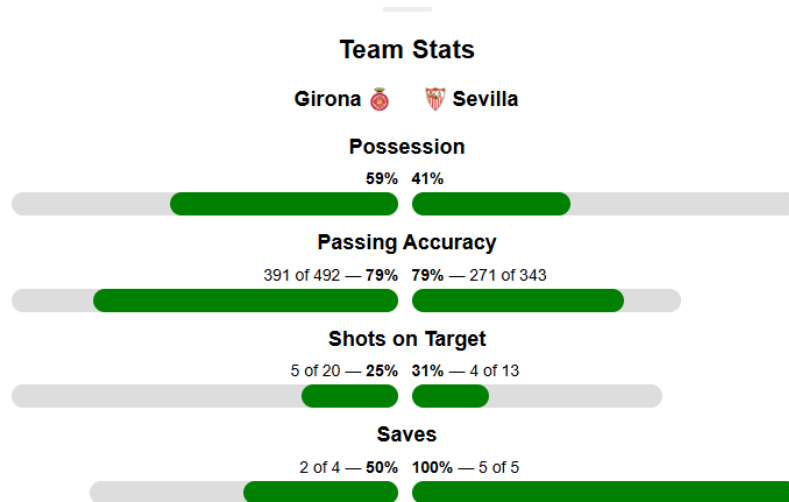 Team Stats
Girona Sevilla
Possession
59% 41%
Passing Accuracy
391 of 492 — 79% 79% — 271 of 343
Shots on Target
5 of 20 — 25% 31% — 4 of 13
Saves
2 of 4 — 50% 100% — 5 of 5